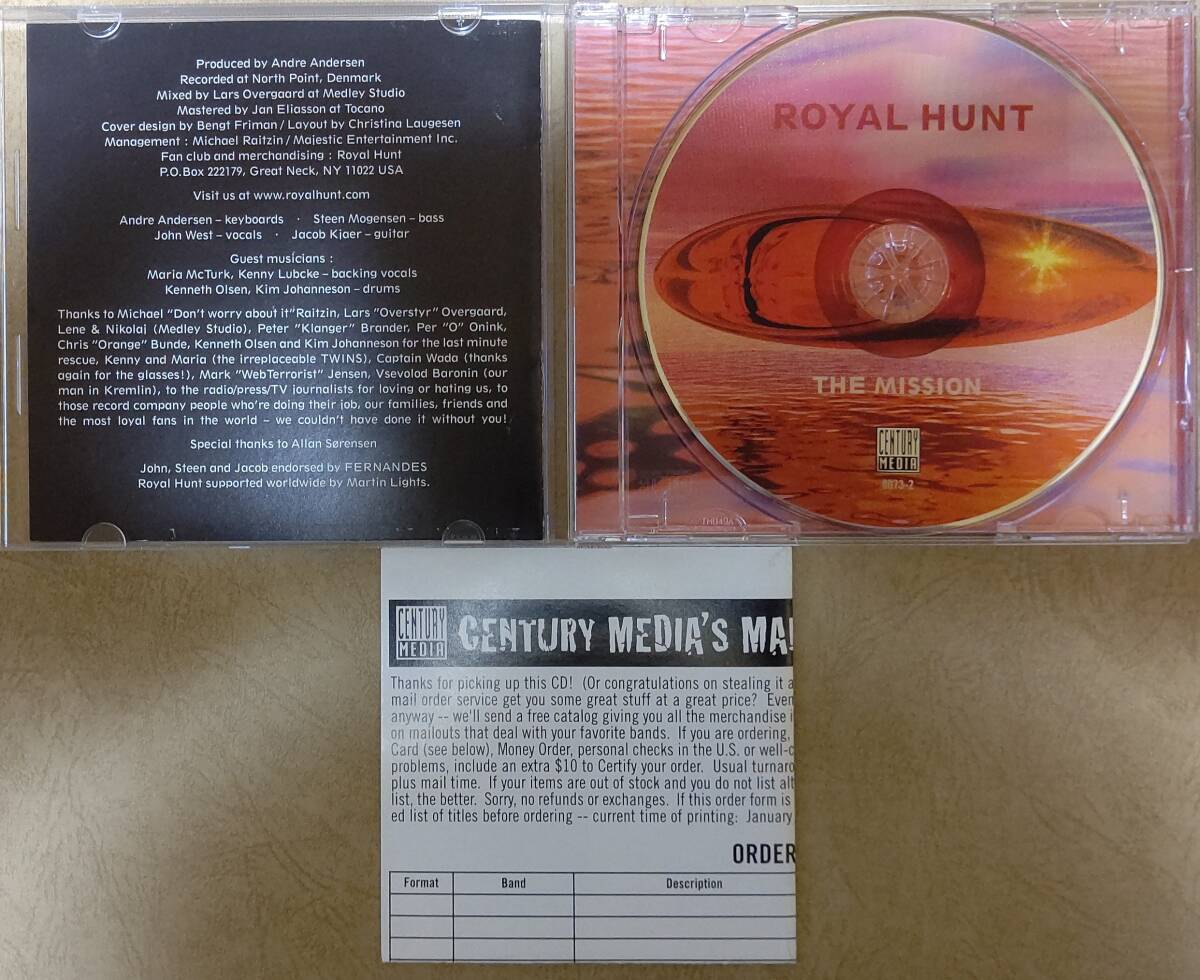 Produced by Andre Andersen
Recorded at North Point, Denmark
Mixed by Lars Overgaard at Medley Studio
Mastered by Jan Eliasson at Tocano
Cover design by Bengt Friman / Layout by Christina Laugesen
Management : Michael Raitzin / Majestic Entertainment Inc.
Fan club and merchandising : Royal Hunt
P.O.Box 222179, Great Neck, NY 11022 USA
Visit us at www.royalhunt.com
Andre Andersen – keyboards · Steen Mogensen – bass
John West – vocals · Jacob Kjaer – guitar
Guest musicians :
Maria McTurk, Kenny Lubcke – backing vocals
Kenneth Olsen, Kim Johanneson – drums
Thanks to Michael "Don't worry about it" Raitzin, Lars "Overstyr" Overgaard,
Lene & Nikolaj (Medley Studio), Peter "Klanger" Brander, Per "O" Onink,
Chris "Orange" Bunde, Kenneth Olsen and Kim Johanneson for the last minute
rescue, Kenny and Maria (the irreplaceable TWINS), Captain Wada (thanks
again for the glasses!), Mark "WebTerrorist" Jensen, Vsevolod Baronin (our
man in Kremlin), to the radio/press/TV journalists for loving or hating us, to
those record company people who're doing their job, our families, friends and
the most loyal fans in the world – we couldn't have done it without you!
Special thanks to Allan Sørensen
John, Steen and Jacob endorsed by FERNANDES
Royal Hunt supported worldwide by Martin Lights.
ROYAL HUNT
THE MISSION
CENTURY
MEDIA
8073-2
CENTURY
MEDIA
CENTURY MEDIA'S MAI
Thanks for picking up this CD! (Or congratulations on stealing it a
mail order service get you some great stuff at a great price? Even
anyway -- we'll send a free catalog giving you all the merchandise i
on mailouts that deal with your favorite bands. If you are ordering,
Card (see below), Money Order, personal checks in the U.S. or well-c
problems, include an extra $10 to Certify your order. Usual turnaro
plus mail time. If your items are out of stock and you do not list alt
list, the better. Sorry, no refunds or exchanges. If this order form is
ed list of titles before ordering -- current time of printing: January
ORDER
Format Band Description